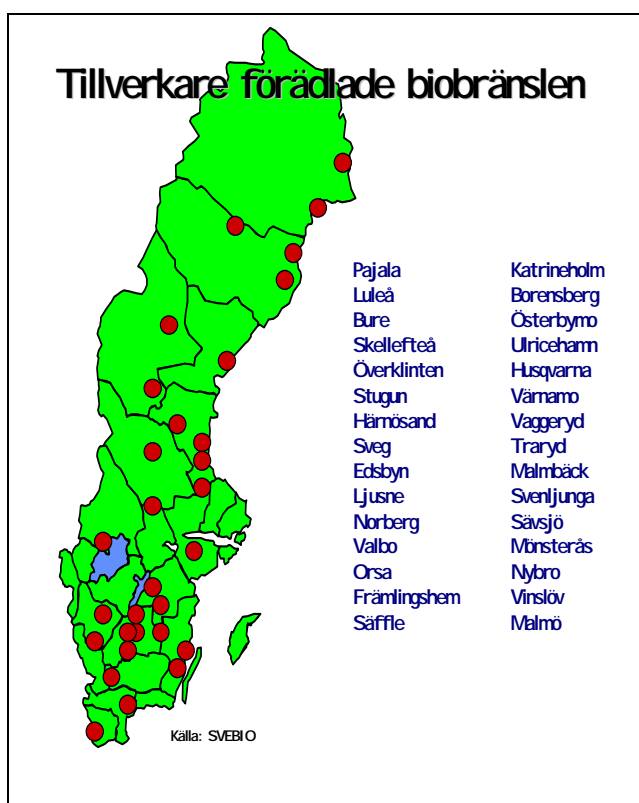 Tillverkare förädlade biobränslen
Pajala
Luleå
Bure
Skellefteå
Överklinten
Stugun
Härnösand
Sveg
Edsbyn
Ljusne
Norberg
Valbo
Orsa
Främlingshem
Säffle
Katrineholm
Borensberg
Österbymo
Ulricehamn
Husqvarna
Värnamo
Vaggeryd
Traryd
Malmbäck
Svenljunga
Sävsjö
Mönsterås
Nybro
Vinslöv
Malmö
Källa: SVEBIO